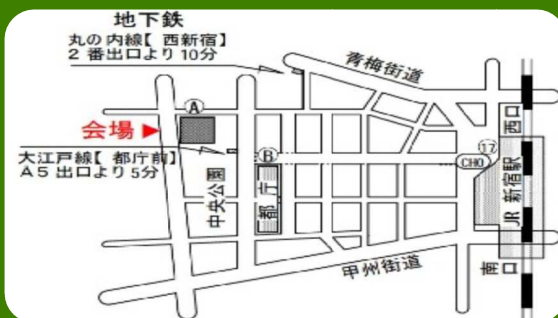 地下鉄
丸の内線【 西新宿】
2 番出口より 10分
青梅街道
A
会場
大江戸線【 都庁前】
A5 出口より 5分
B
17
CHO
西口
中央公園
都庁
JR 新宿駅
甲州街道
南口